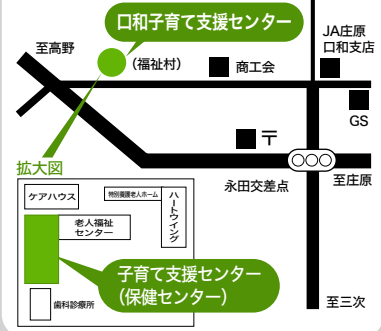 口和子育て支援センター
至高野
（福祉村）
商工会
JA庄原
口和支店
GS
〒
永田交差点
至庄原
至三次
拡大図
ケアハウス
特別養護老人ホーム
ハートウイング
老人福祉
センター
子育て支援センター
（保健センター）
歯科診療所